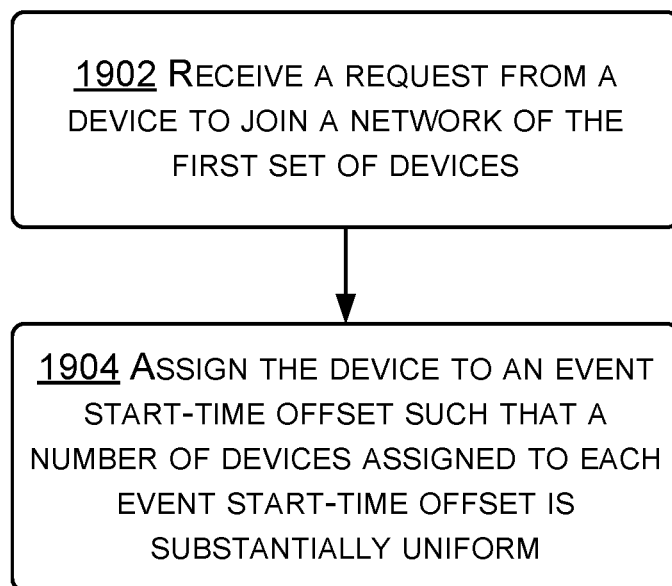 1902 RECEIVE A REQUEST FROM A
DEVICE TO JOIN A NETWORK OF THE
FIRST SET OF DEVICES
1904 ASSIGN THE DEVICE TO AN EVENT
START-TIME OFFSET SUCH THAT A
NUMBER OF DEVICES ASSIGNED TO EACH
EVENT START-TIME OFFSET IS
SUBSTANTIALLY UNIFORM